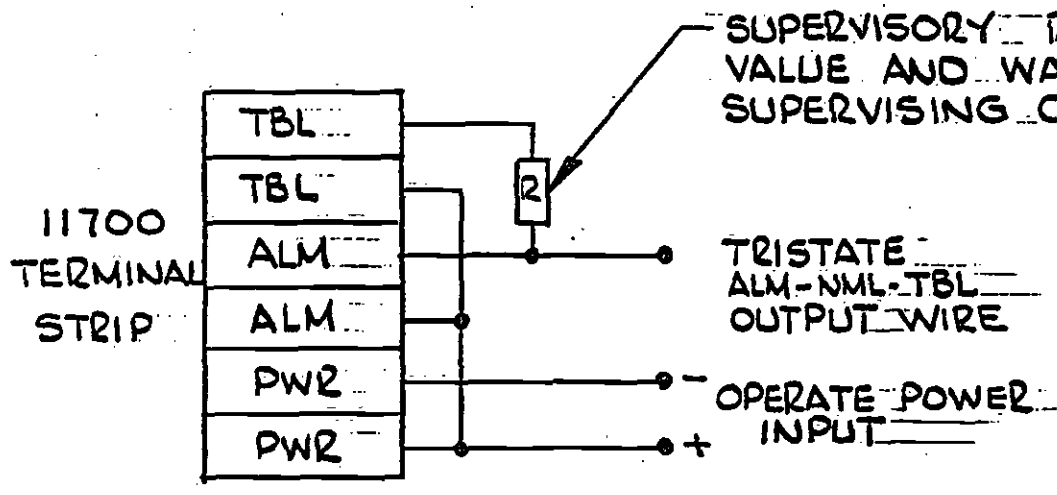 SUPERVISORY
VALUE AND
SUPERVISING
TBL
TBL
ALM
ALM
PWR
PWR
11700
TERMINAL
STRIP
R
TRISTATE
ALM-NML-TBL
OUTPUT WIRE
-
OPERATE POWER
INPUT
+